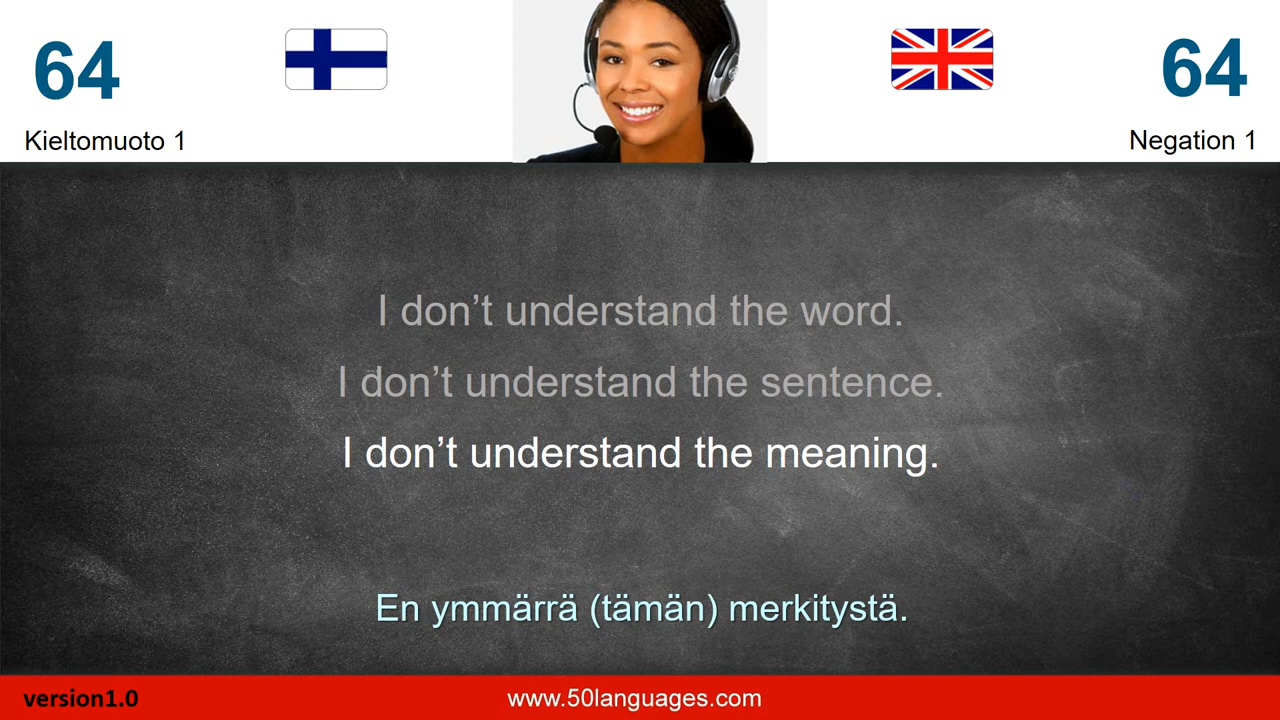 64
64
Kieltomuoto 1
Negation 1
I don’t understand the word.
I don’t understand the sentence.
I don’t understand the meaning.
En ymmärrä (tämän) merkitystä.
version1.0
www.50languages.com